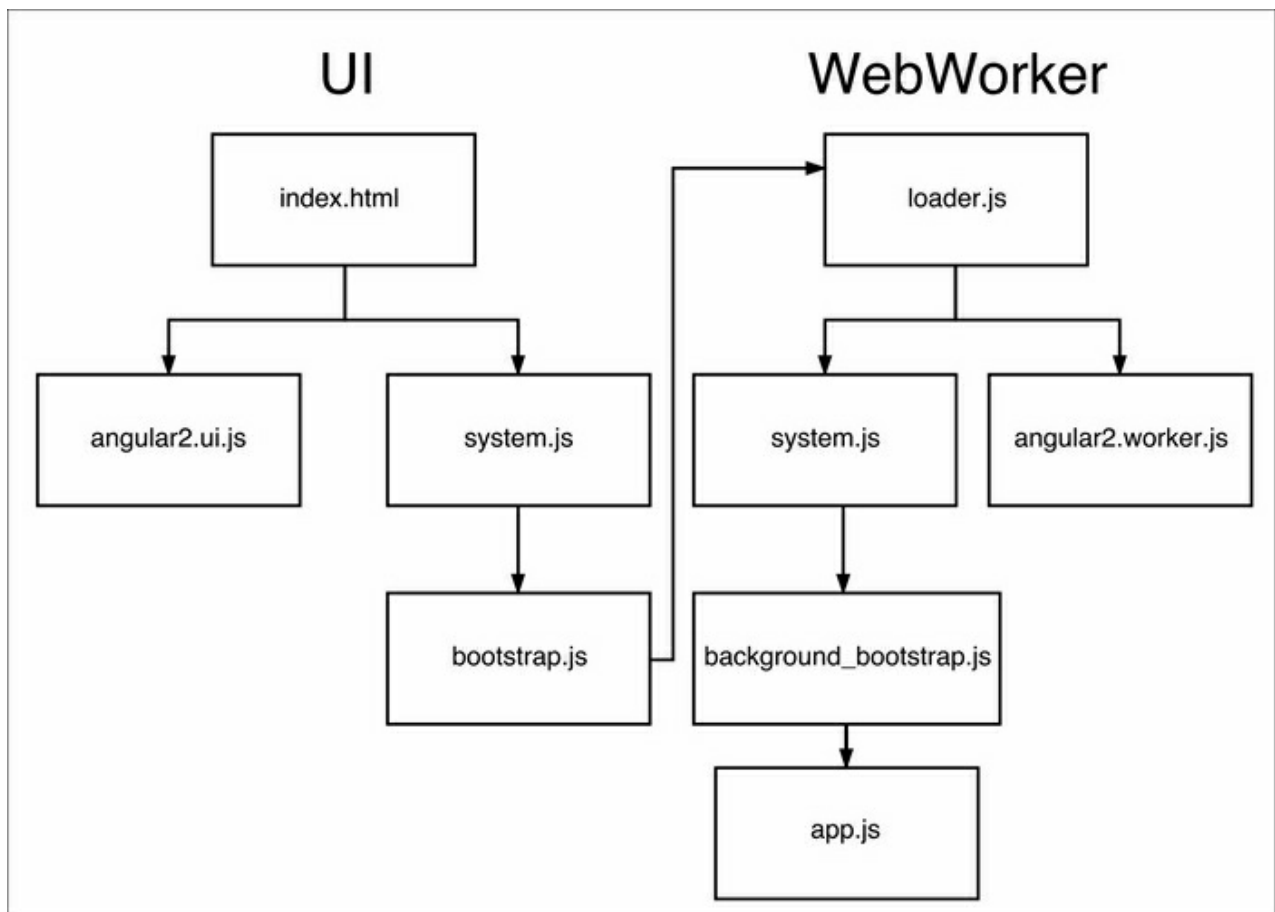 UI
WebWorker
index.html
loader.js
angular2.ui.js
system.js
system.js
angular2.worker.js
bootstrap.js
background_bootstrap.js
app.js